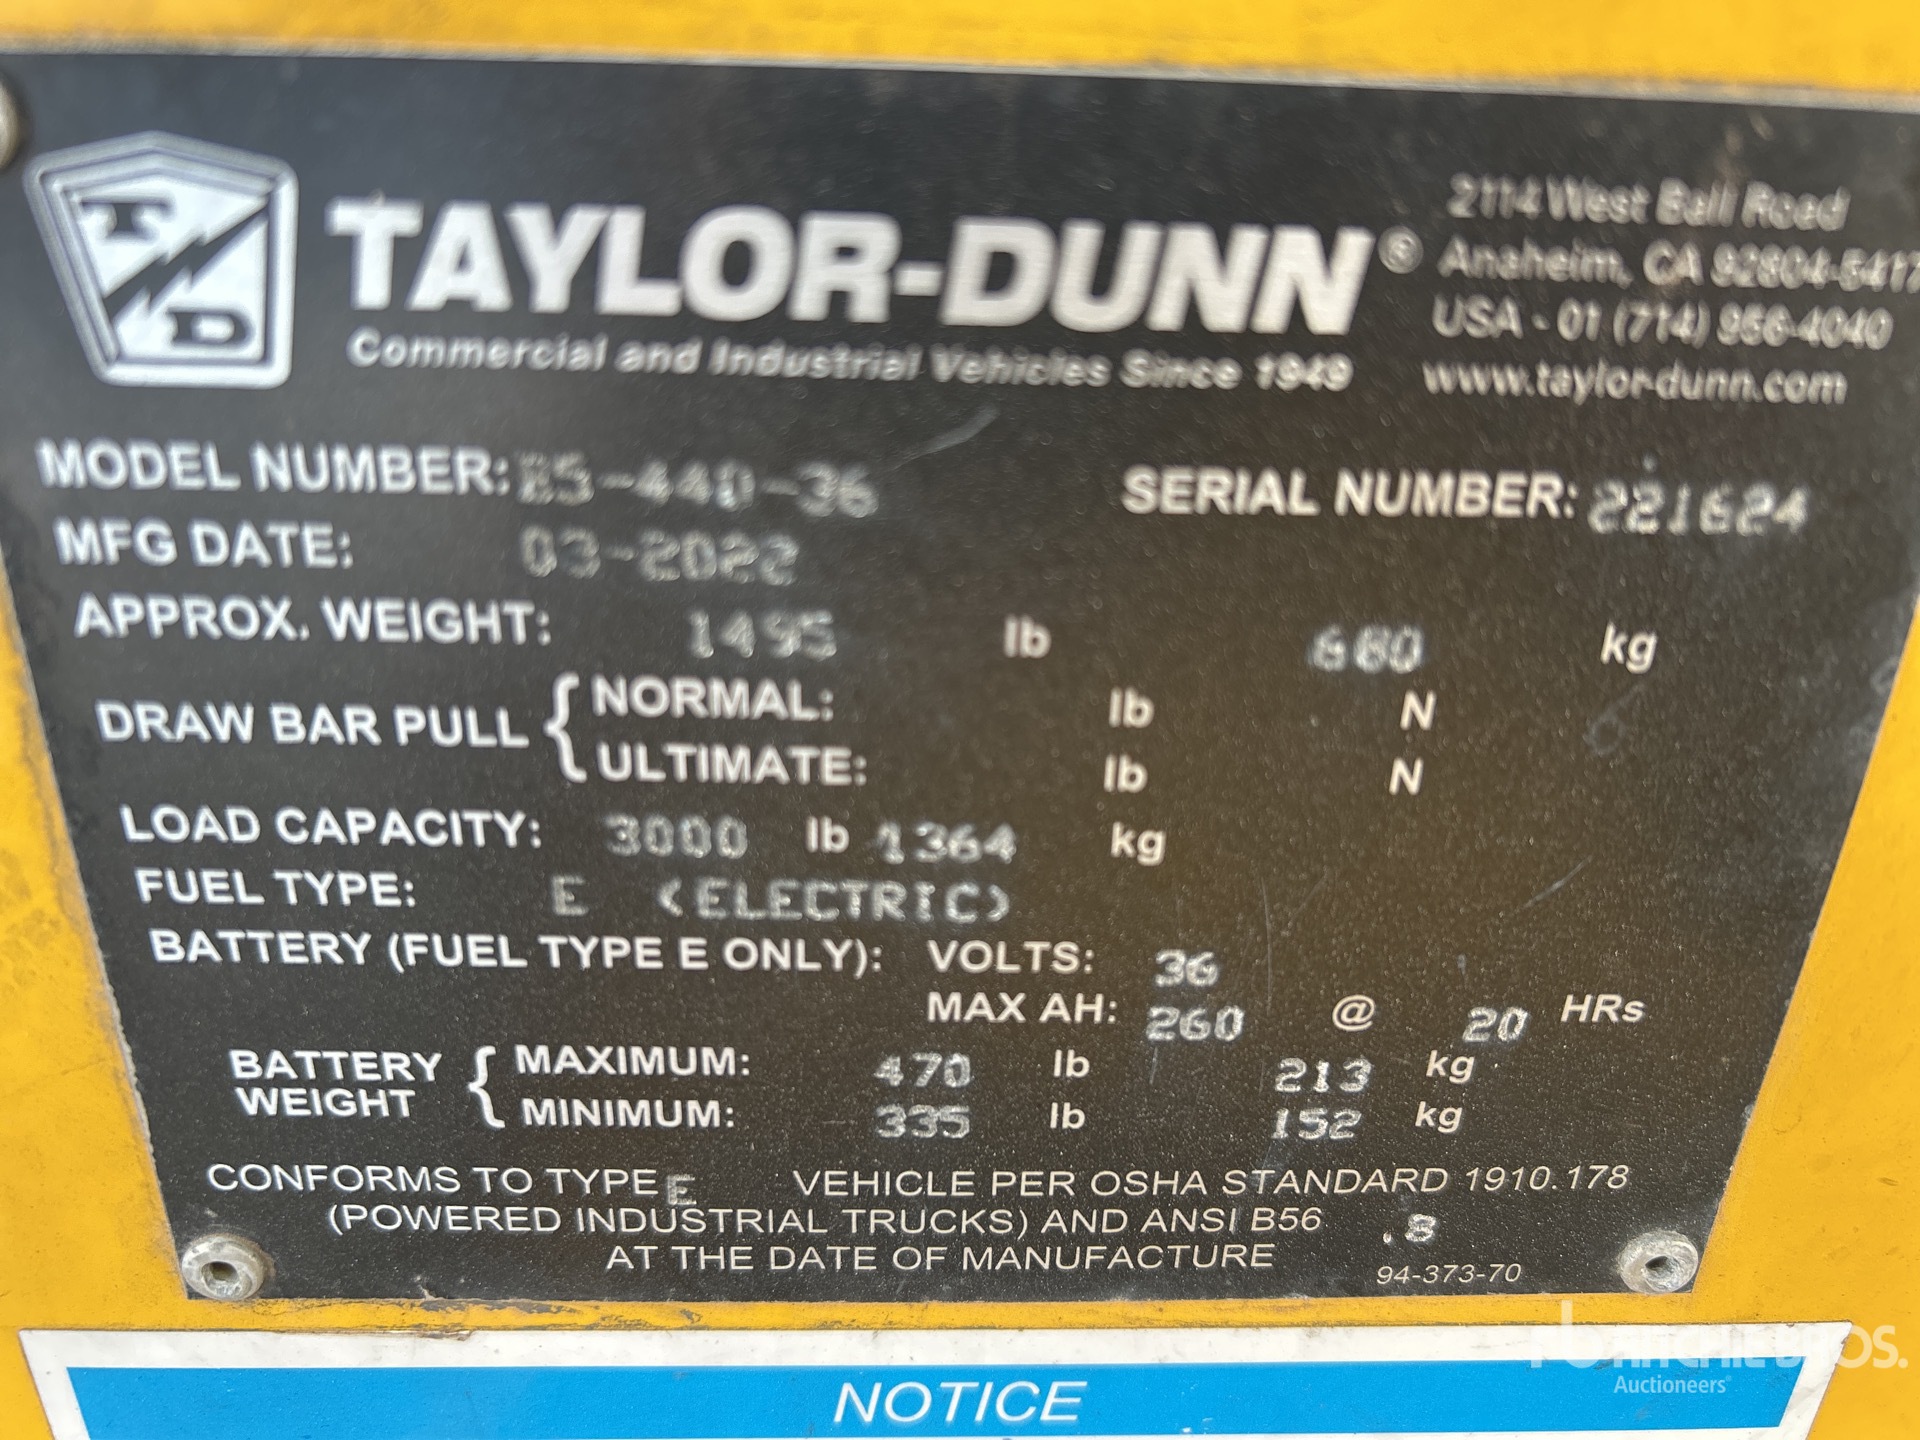 T D
TAYLOR-DUNN®
Commercial and Industrial Vehicles Since 1949
2114 West Ball Road
Anaheim, CA 92804-5417
USA - 01 (714) 956-4040
www.taylor-dunn.com
MODEL NUMBER: B5-440-36 SERIAL NUMBER: 221624
MFG DATE: 03-2022
APPROX. WEIGHT: 1495 lb 680 kg
DRAW BAR PULL { NORMAL: lb N
ULTIMATE: lb N
LOAD CAPACITY: 3000 lb 1364 kg
FUEL TYPE: E (ELECTRIC)
BATTERY (FUEL TYPE E ONLY): VOLTS: 36
MAX AH: 260 @ 20 HRs
BATTERY WEIGHT { MAXIMUM: 470 lb 213 kg
MINIMUM: 335 lb 152 kg
CONFORMS TO TYPE E VEHICLE PER OSHA STANDARD 1910.178
(POWERED INDUSTRIAL TRUCKS) AND ANSI B56 .8
AT THE DATE OF MANUFACTURE
94-373-70
NOTICE
RITCHIE BROS.
Auctioneers